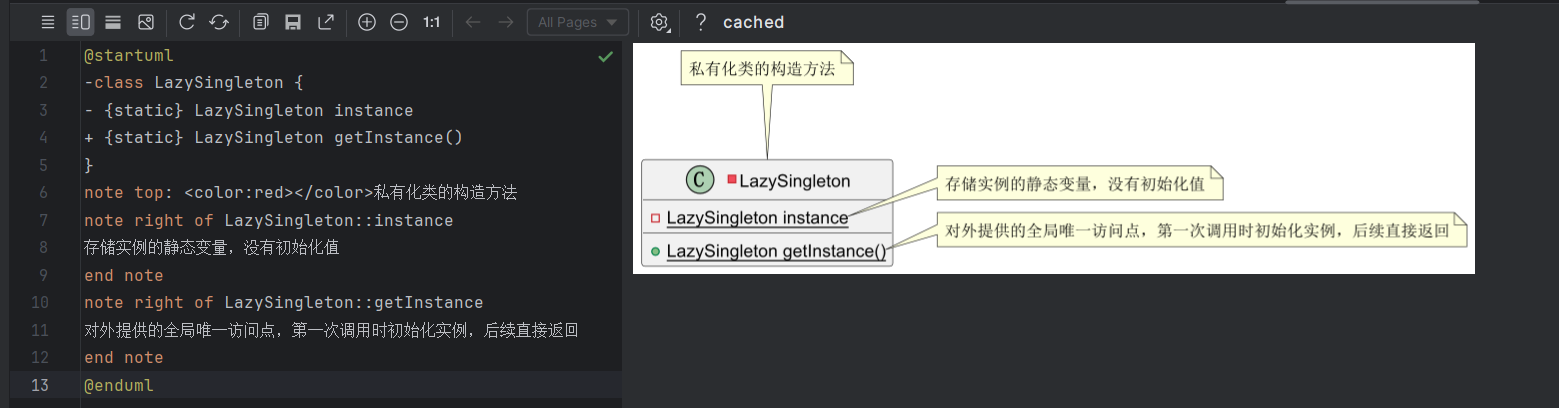 1:1
All Pages
? cached
1 @startuml
2 -class LazySingleton {
3 - {static} LazySingleton instance
4 + {static} LazySingleton getInstance()
5 }
6 note top: <color:red></color>私有化类的构造方法
7 note right of LazySingleton::instance
8 存储实例的静态变量，没有初始化值
9 end note
10 note right of LazySingleton::getInstance
11 对外提供的全局唯一访问点，第一次调用时初始化实例，后续直接返回
12 end note
13 @enduml
私有化类的构造方法
C LazySingleton
LazySingleton instance
存储实例的静态变量，没有初始化值
LazySingleton getInstance()
对外提供的全局唯一访问点，第一次调用时初始化实例，后续直接返回